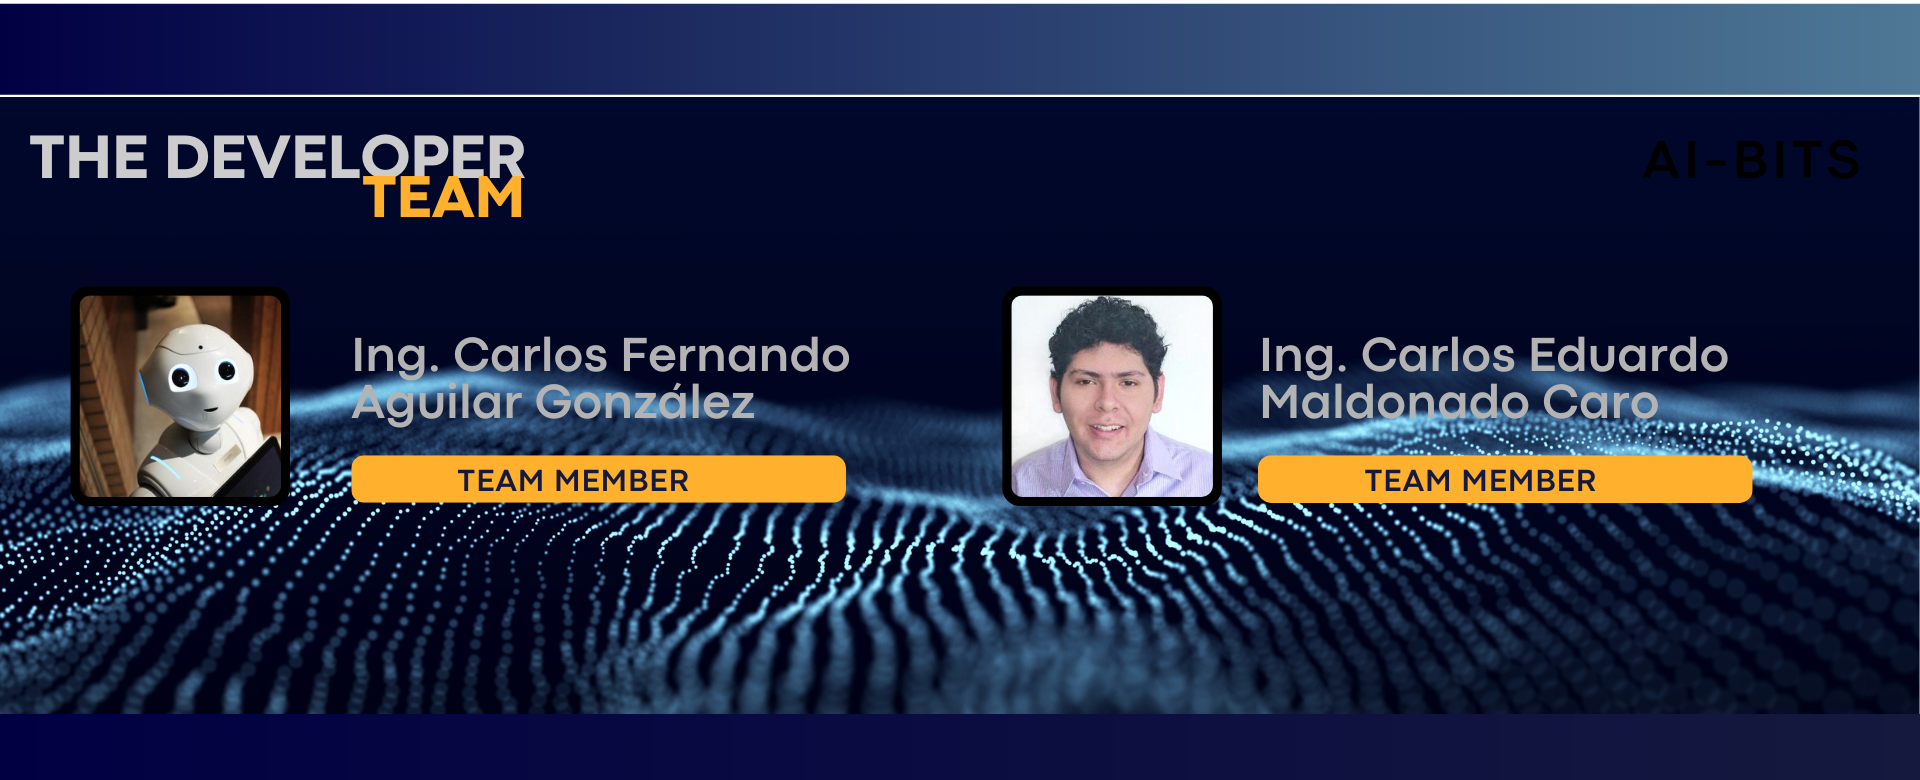 THE DEVELOPER
TEAM
AI-BITS
Ing. Carlos Fernando
Aguilar González
TEAM MEMBER
Ing. Carlos Eduardo
Maldonado Caro
TEAM MEMBER